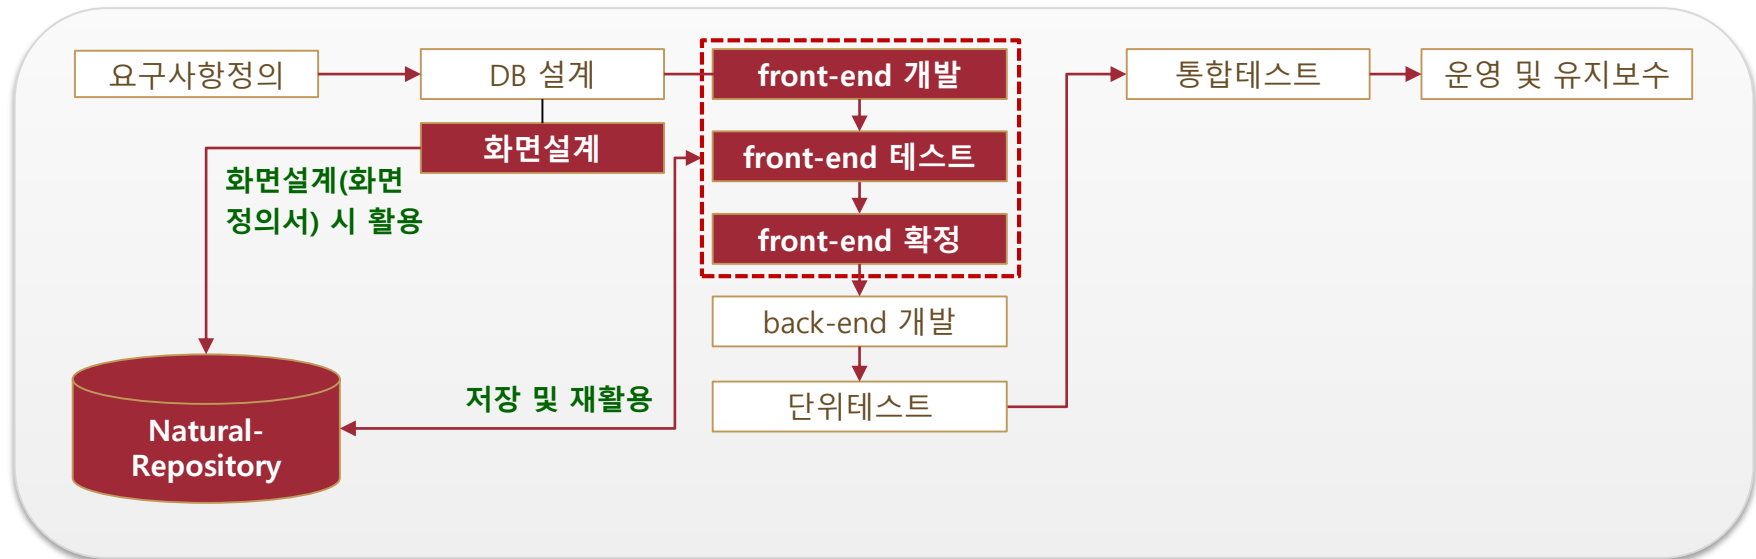 요구사항정의
DB 설계
front-end 개발
통합테스트
운영 및 유지보수
화면설계
front-end 테스트
화면설계(화면
정의서) 시 활용
front-end 확정
back-end 개발
저장 및 재활용
단위테스트
Natural-
Repository